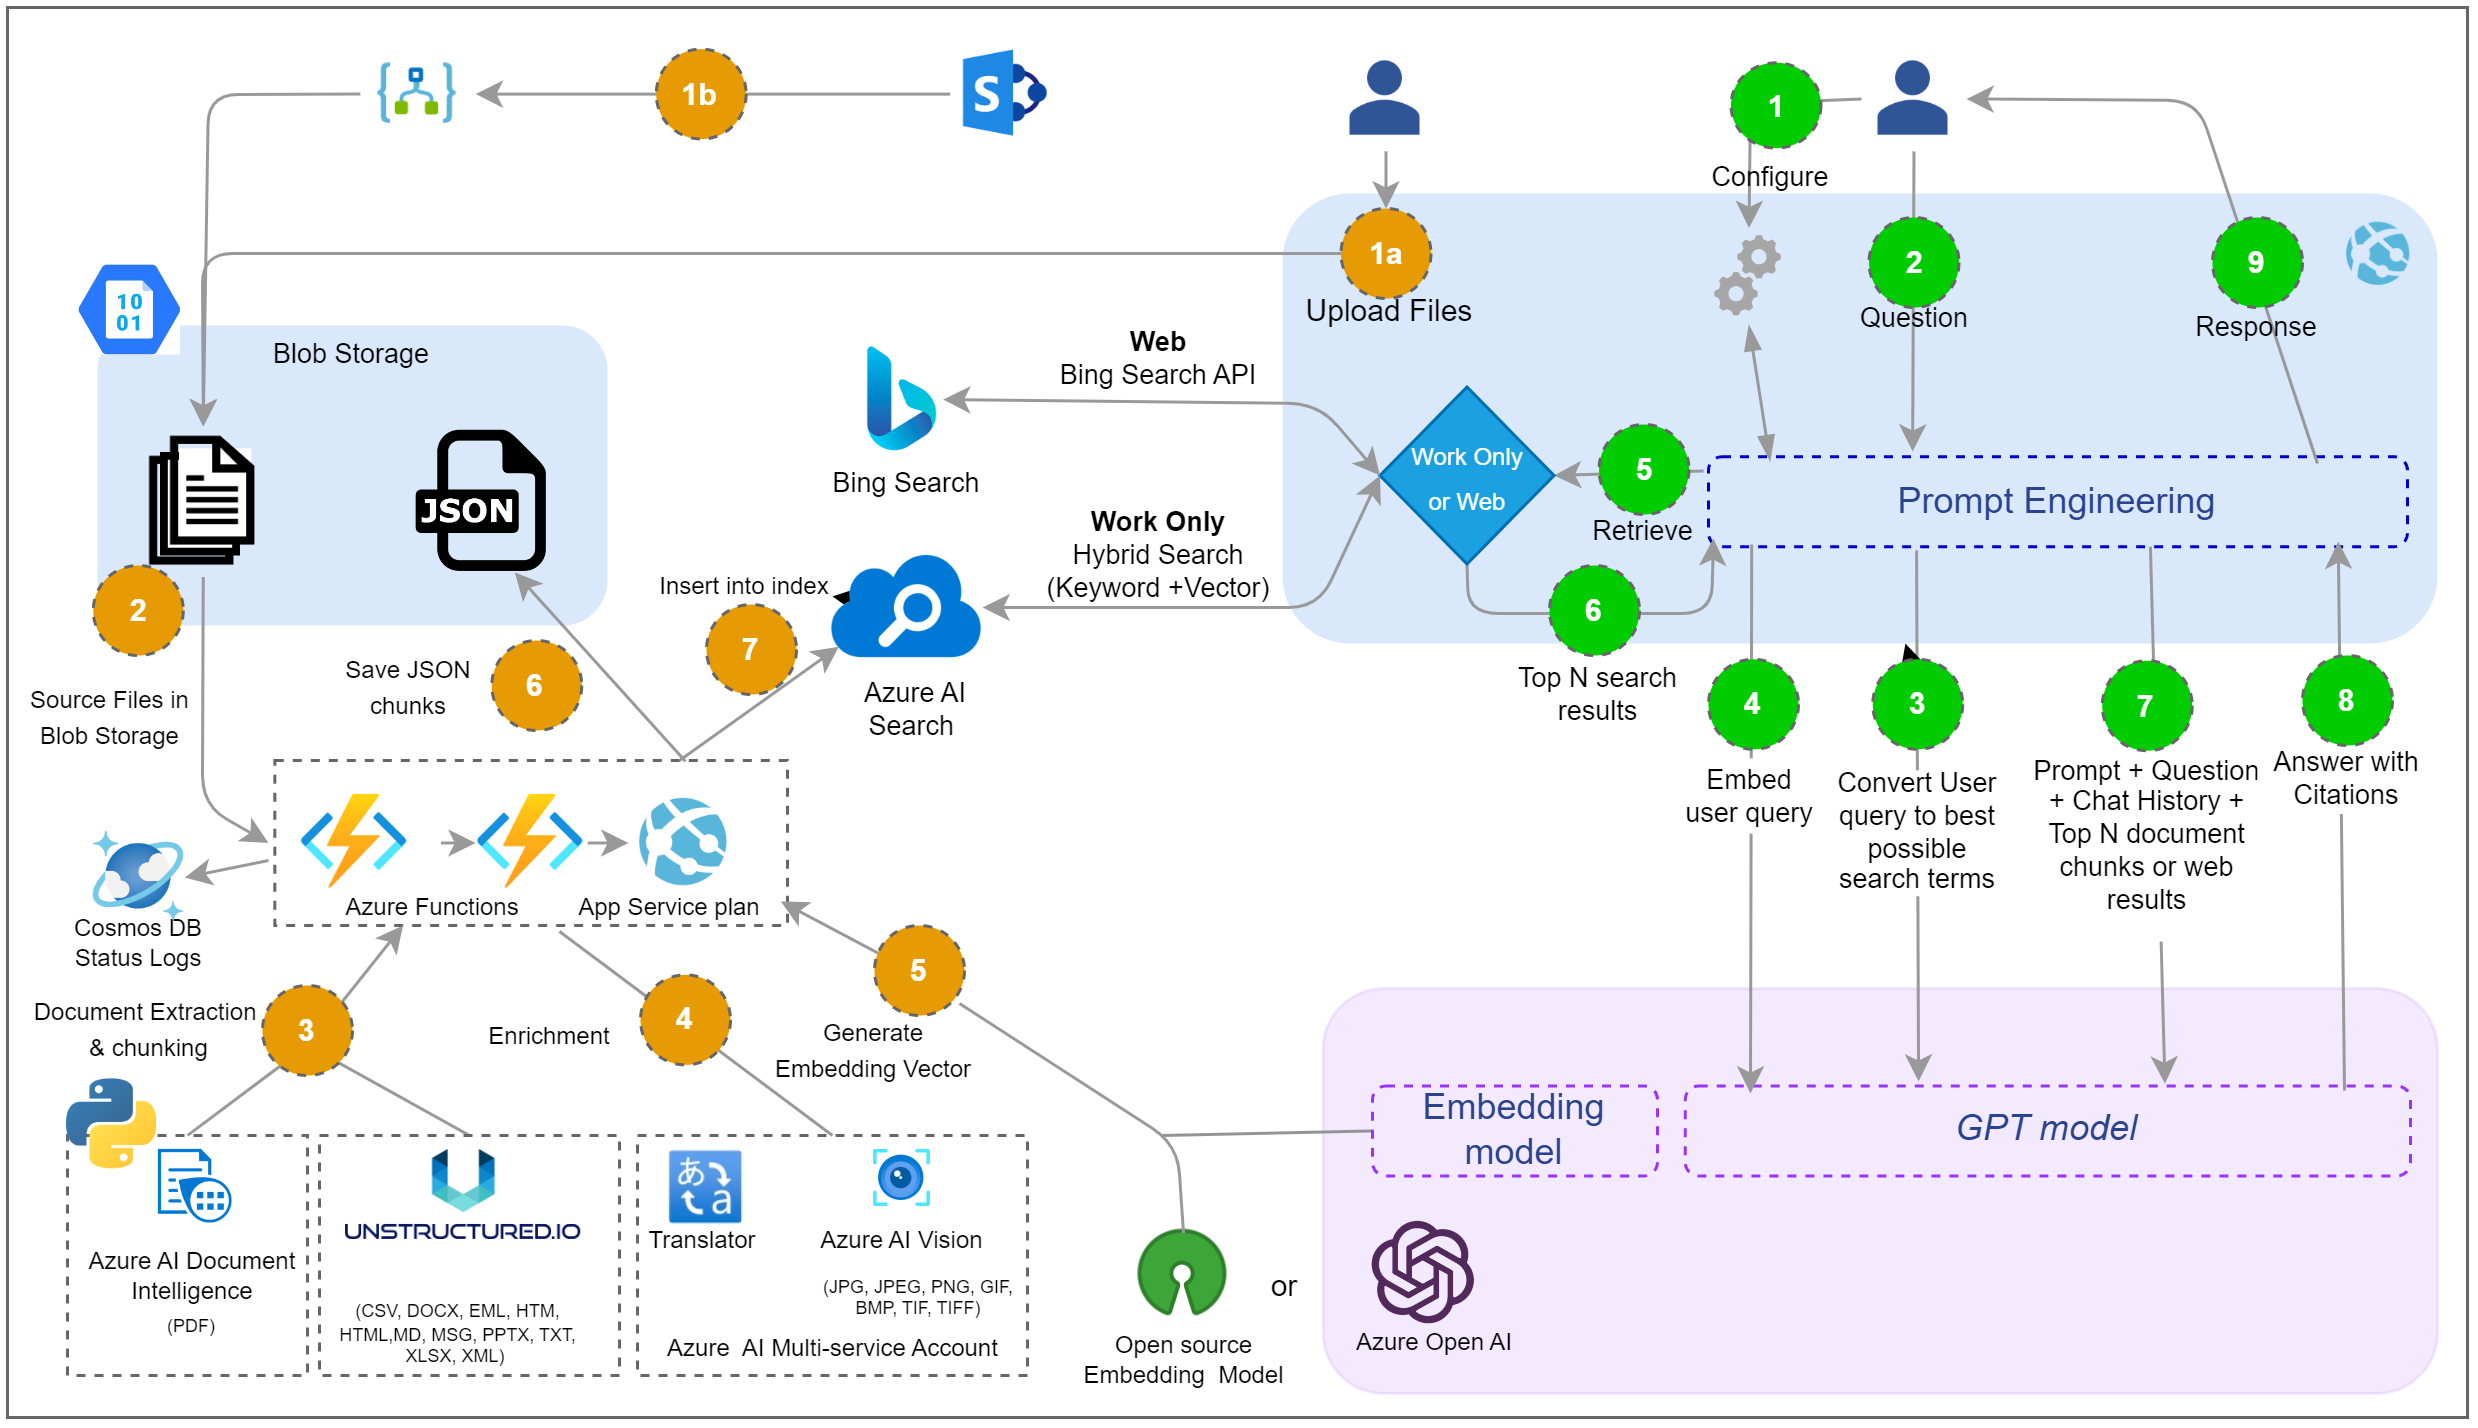 1b
S
1
Configure
1a
Upload Files
2
Question
9
Response
10
01
Blob Storage
JSON
Web
Bing Search API
Bing Search
Work Only
or Web
5
Retrieve
Prompt Engineering
Work Only
Hybrid Search
(Keyword +Vector)
6
Top N search
results
2
Source Files in
Blob Storage
Save JSON
chunks
6
Insert into index
7
Azure AI
Search
4
Embed
user query
3
Convert User
query to best
possible
search terms
7
Prompt + Question
+ Chat History +
Top N document
chunks or web
results
8
Answer with
Citations
Azure Functions
App Service plan
Cosmos DB
Status Logs
Document Extraction
& chunking
3
Enrichment
4
5
Generate
Embedding Vector
Embedding
model
GPT model
Azure AI Document
Intelligence
(PDF)
UNSTRUCTURED.IO
(CSV, DOCX, EML, HTM,
HTML,MD, MSG, PPTX, TXT,
XLSX, XML)
あ
a
Translator
Azure AI Vision
(JPG, JPEG, PNG, GIF,
BMP, TIF, TIFF)
Azure  AI Multi-service Account
Open source
Embedding  Model
or
Azure Open AI